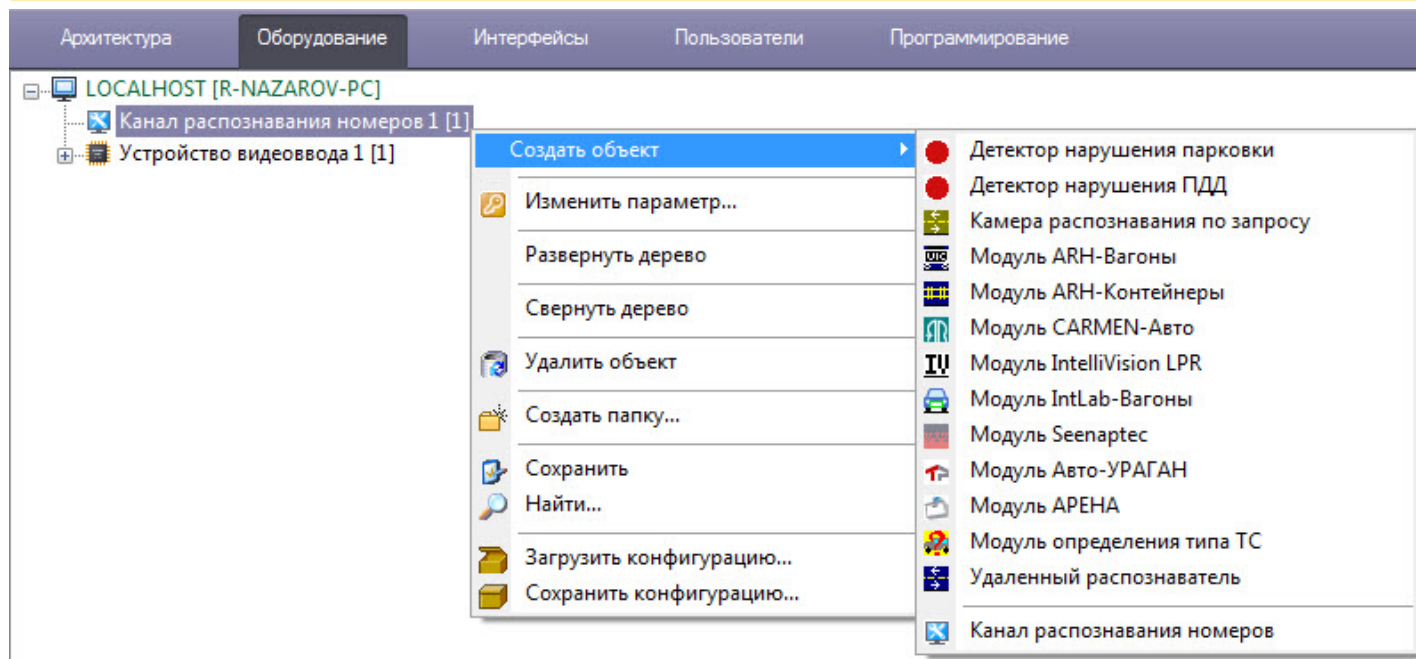 Архитектура Оборудование Интерфейсы Пользователи Программирование
LOCALHOST [R-NAZAROV-PC]
Канал распознавания номеров 1 [1]
Устройство видеоввода 1 [1]
Создать объект
Изменить параметр...
Развернуть дерево
Свернуть дерево
Удалить объект
Создать папку...
Сохранить
Найти...
Загрузить конфигурацию...
Сохранить конфигурацию...
Детектор нарушения парковки
Детектор нарушения ПДД
Камера распознавания по запросу
Модуль ARH-Вагоны
Модуль ARH-Контейнеры
Модуль CARMEN-Авто
Модуль IntelliVision LPR
Модуль IntLab-Вагоны
Модуль Seenaptec
Модуль Авто-УРАГАН
Модуль АРЕНА
Модуль определения типа ТС
Удаленный распознаватель
Канал распознавания номеров